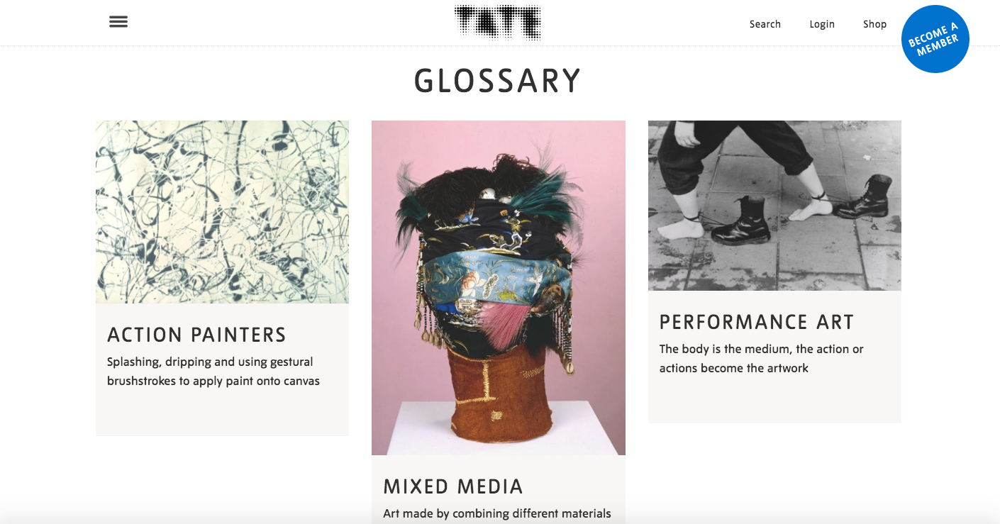 TATE
Search
Login
Shop
BECOME A
MEMBER
GLOSSARY
ACTION PAINTERS
Splashing, dripping and using gestural
brushstrokes to apply paint onto canvas
MIXED MEDIA
Art made by combining different materials
PERFORMANCE ART
The body is the medium, the action or
actions become the artwork